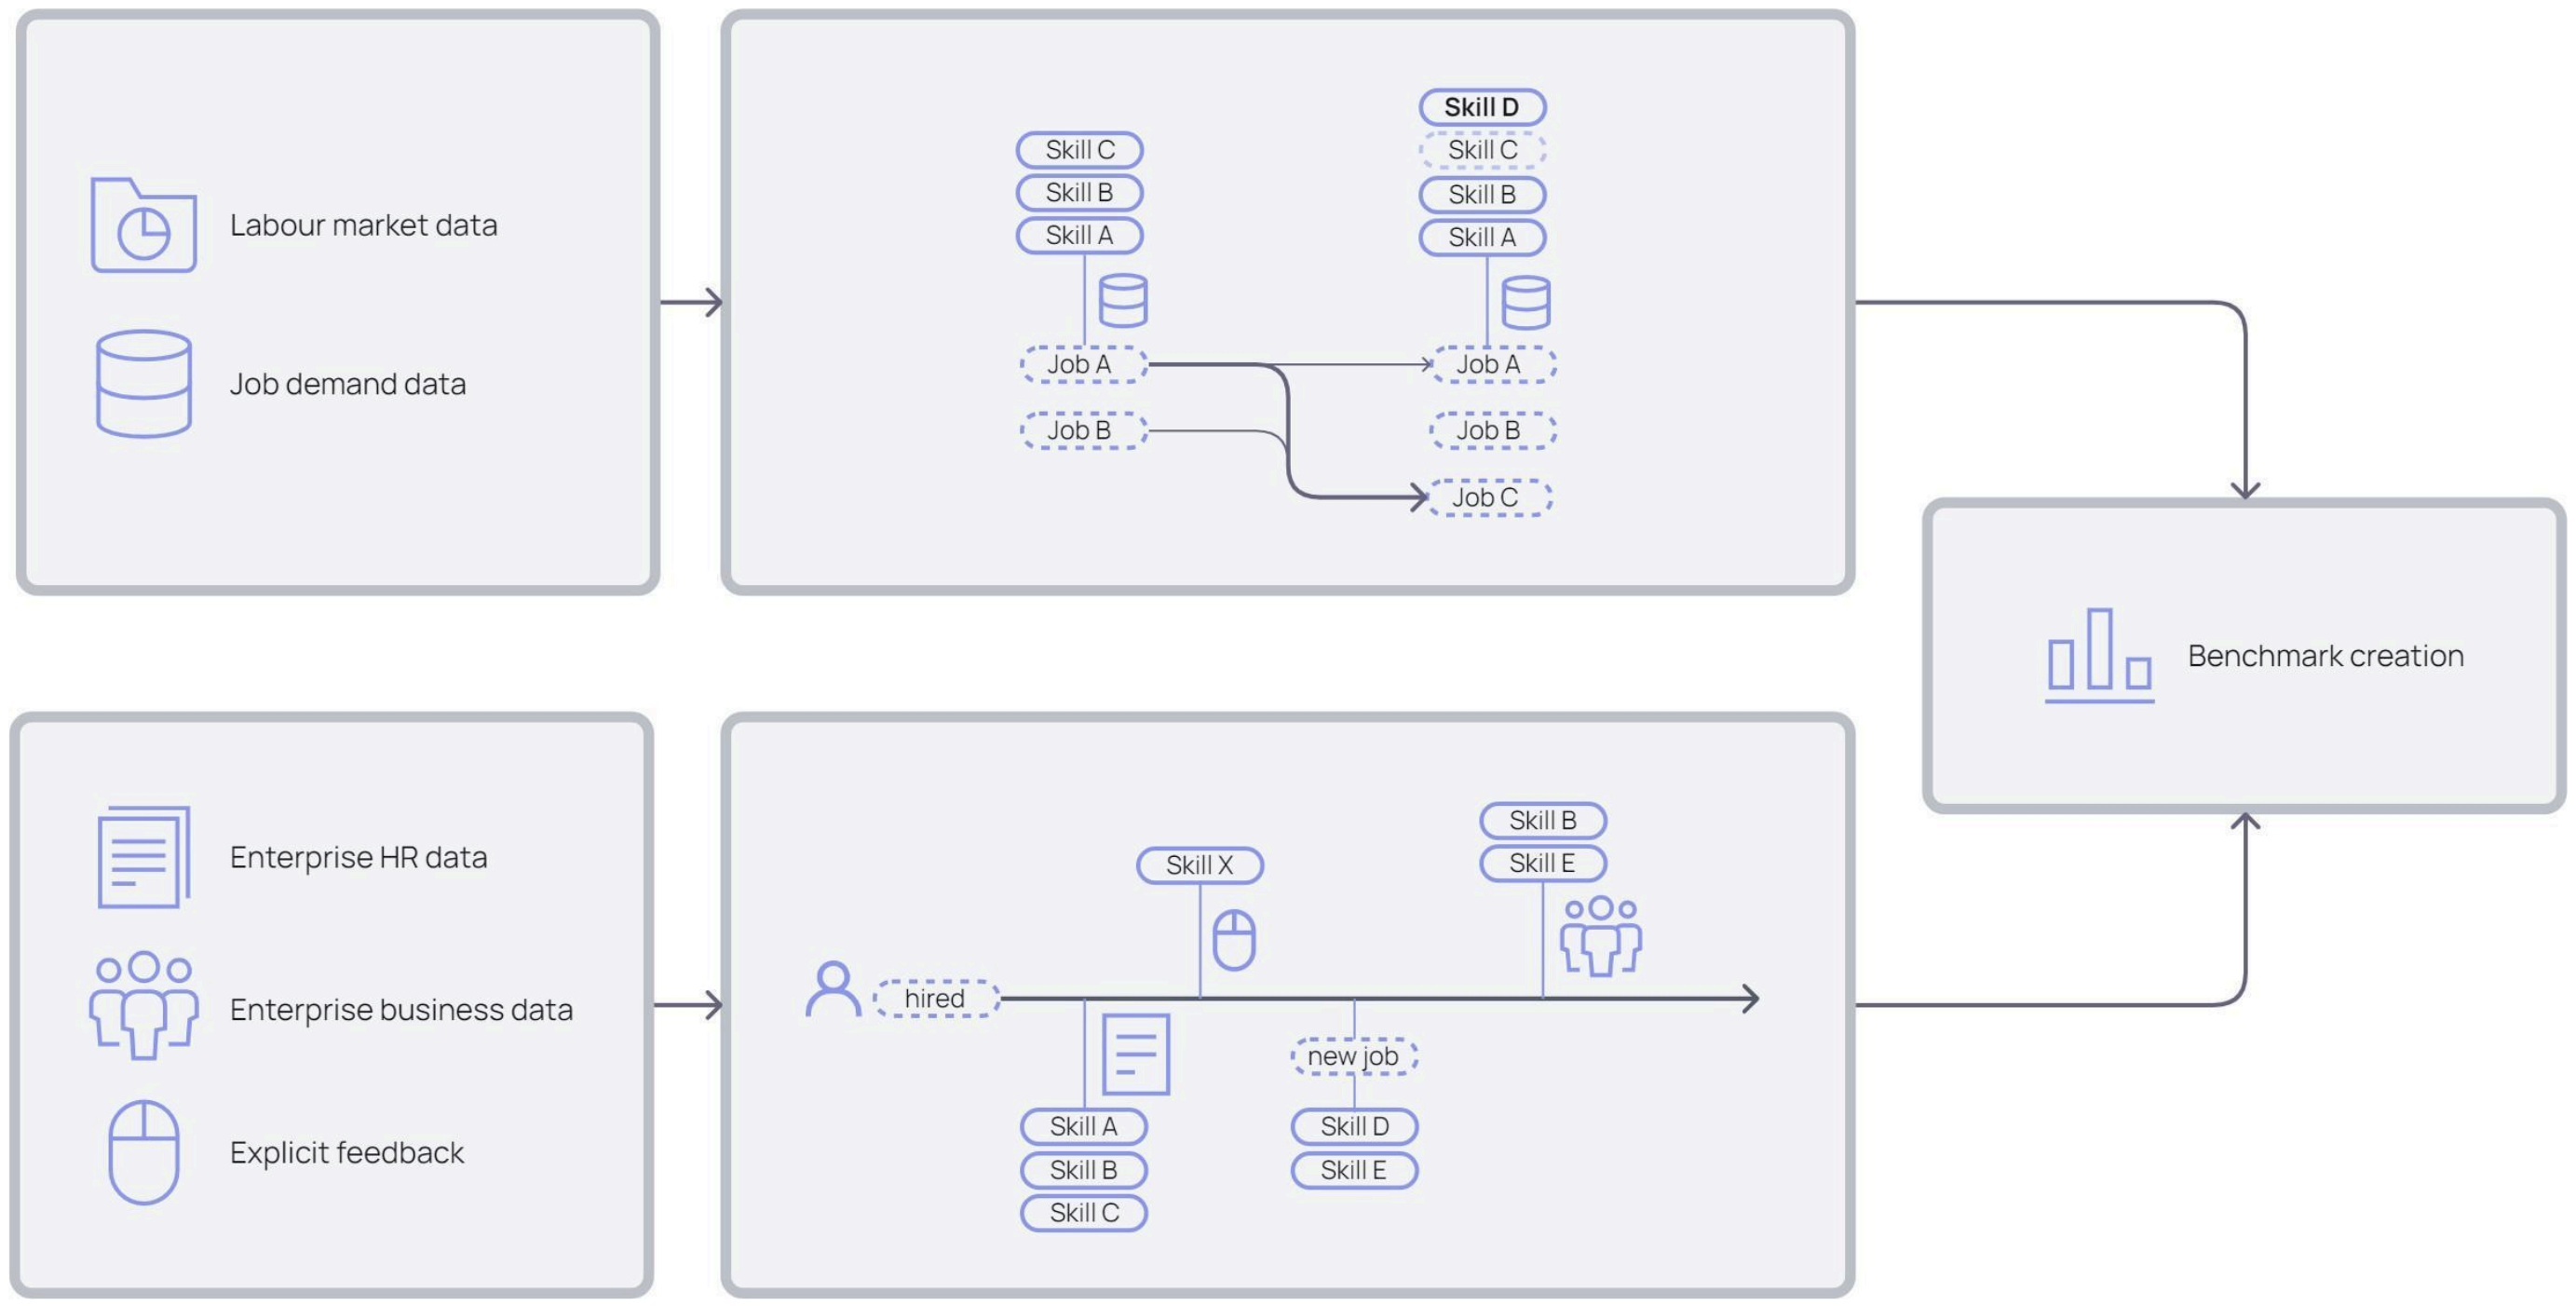 Labour market data
Job demand data
Skill C
Skill B
Skill A
Job A
Job B
Skill D
Skill C
Skill B
Skill A
Job A
Job B
Job C
Benchmark creation
Enterprise HR data
Enterprise business data
Explicit feedback
hired
Skill X
Skill A
Skill B
Skill C
new job
Skill D
Skill E
Skill B
Skill E